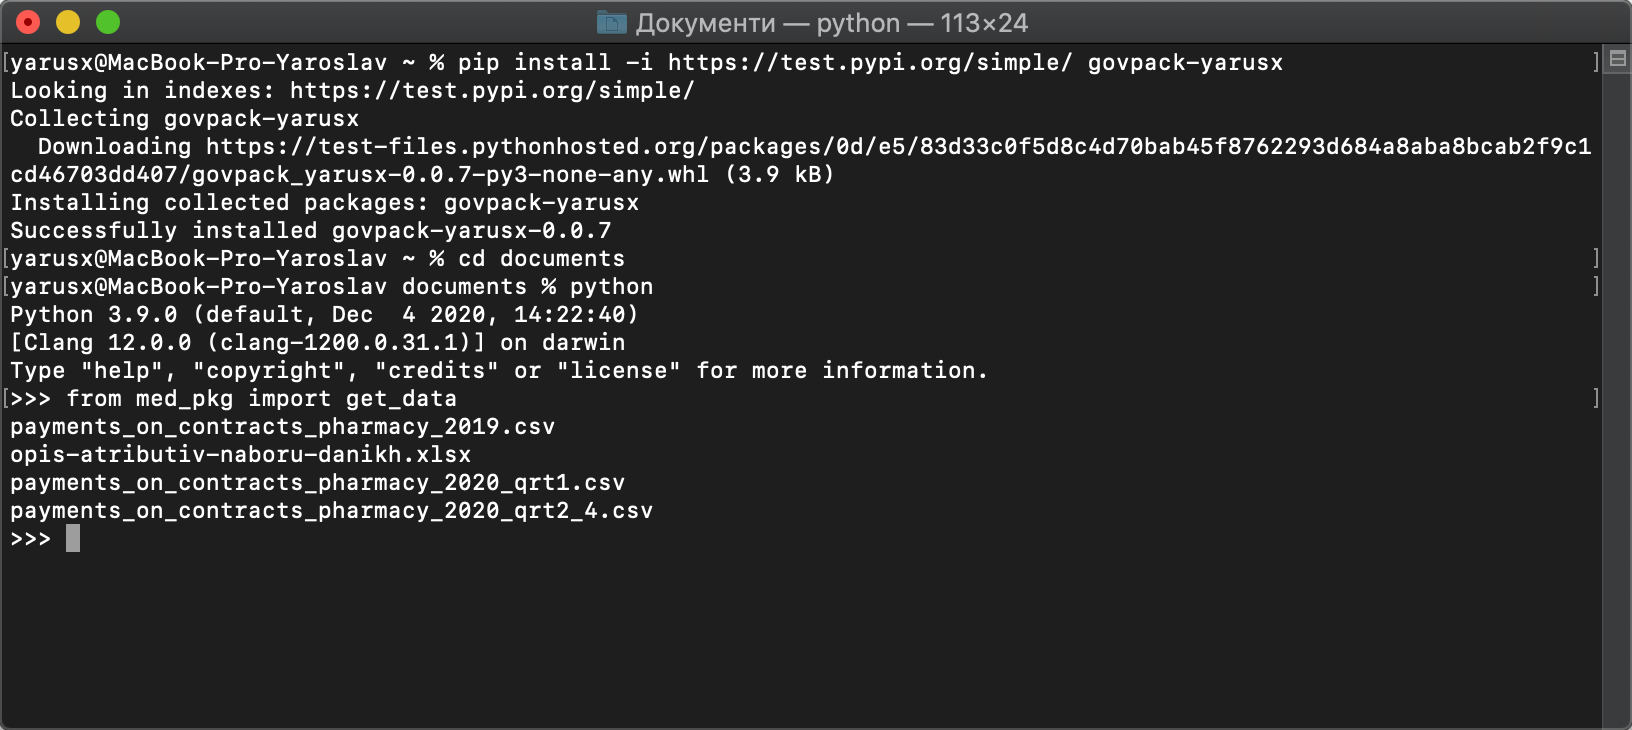 Документи — python — 113×24
[yarusx@MacBook-Pro-Yaroslav ~ % pip install -i https://test.pypi.org/simple/ govpack-yarusx ]
Looking in indexes: https://test.pypi.org/simple/
Collecting govpack-yarusx
  Downloading https://test-files.pythonhosted.org/packages/0d/e5/83d33c0f5d8c4d70bab45f8762293d684a8aba8bcab2f9c1
cd46703dd407/govpack_yarusx-0.0.7-py3-none-any.whl (3.9 kB)
Installing collected packages: govpack-yarusx
Successfully installed govpack-yarusx-0.0.7
[yarusx@MacBook-Pro-Yaroslav ~ % cd documents ]
[yarusx@MacBook-Pro-Yaroslav documents % python ]
Python 3.9.0 (default, Dec  4 2020, 14:22:40)
[Clang 12.0.0 (clang-1200.0.31.1)] on darwin
Type "help", "copyright", "credits" or "license" for more information.
[>>> from med_pkg import get_data ]
payments_on_contracts_pharmacy_2019.csv
opis-atributiv-naboru-danikh.xlsx
payments_on_contracts_pharmacy_2020_qrt1.csv
payments_on_contracts_pharmacy_2020_qrt2_4.csv
>>>